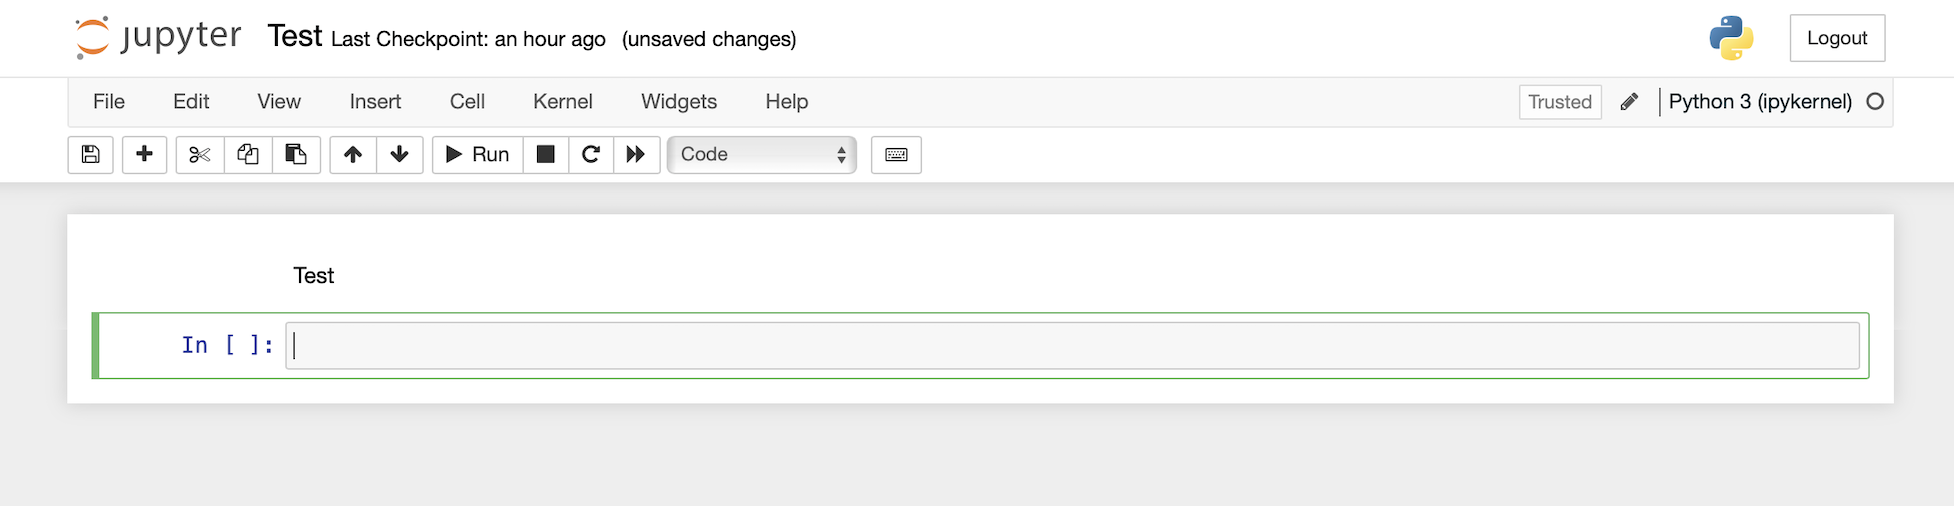 jupyter Test Last Checkpoint: an hour ago (unsaved changes) Logout
File Edit View Insert Cell Kernel Widgets Help Trusted Python 3 (ipykernel)
Run Code
Test
In [ ]: